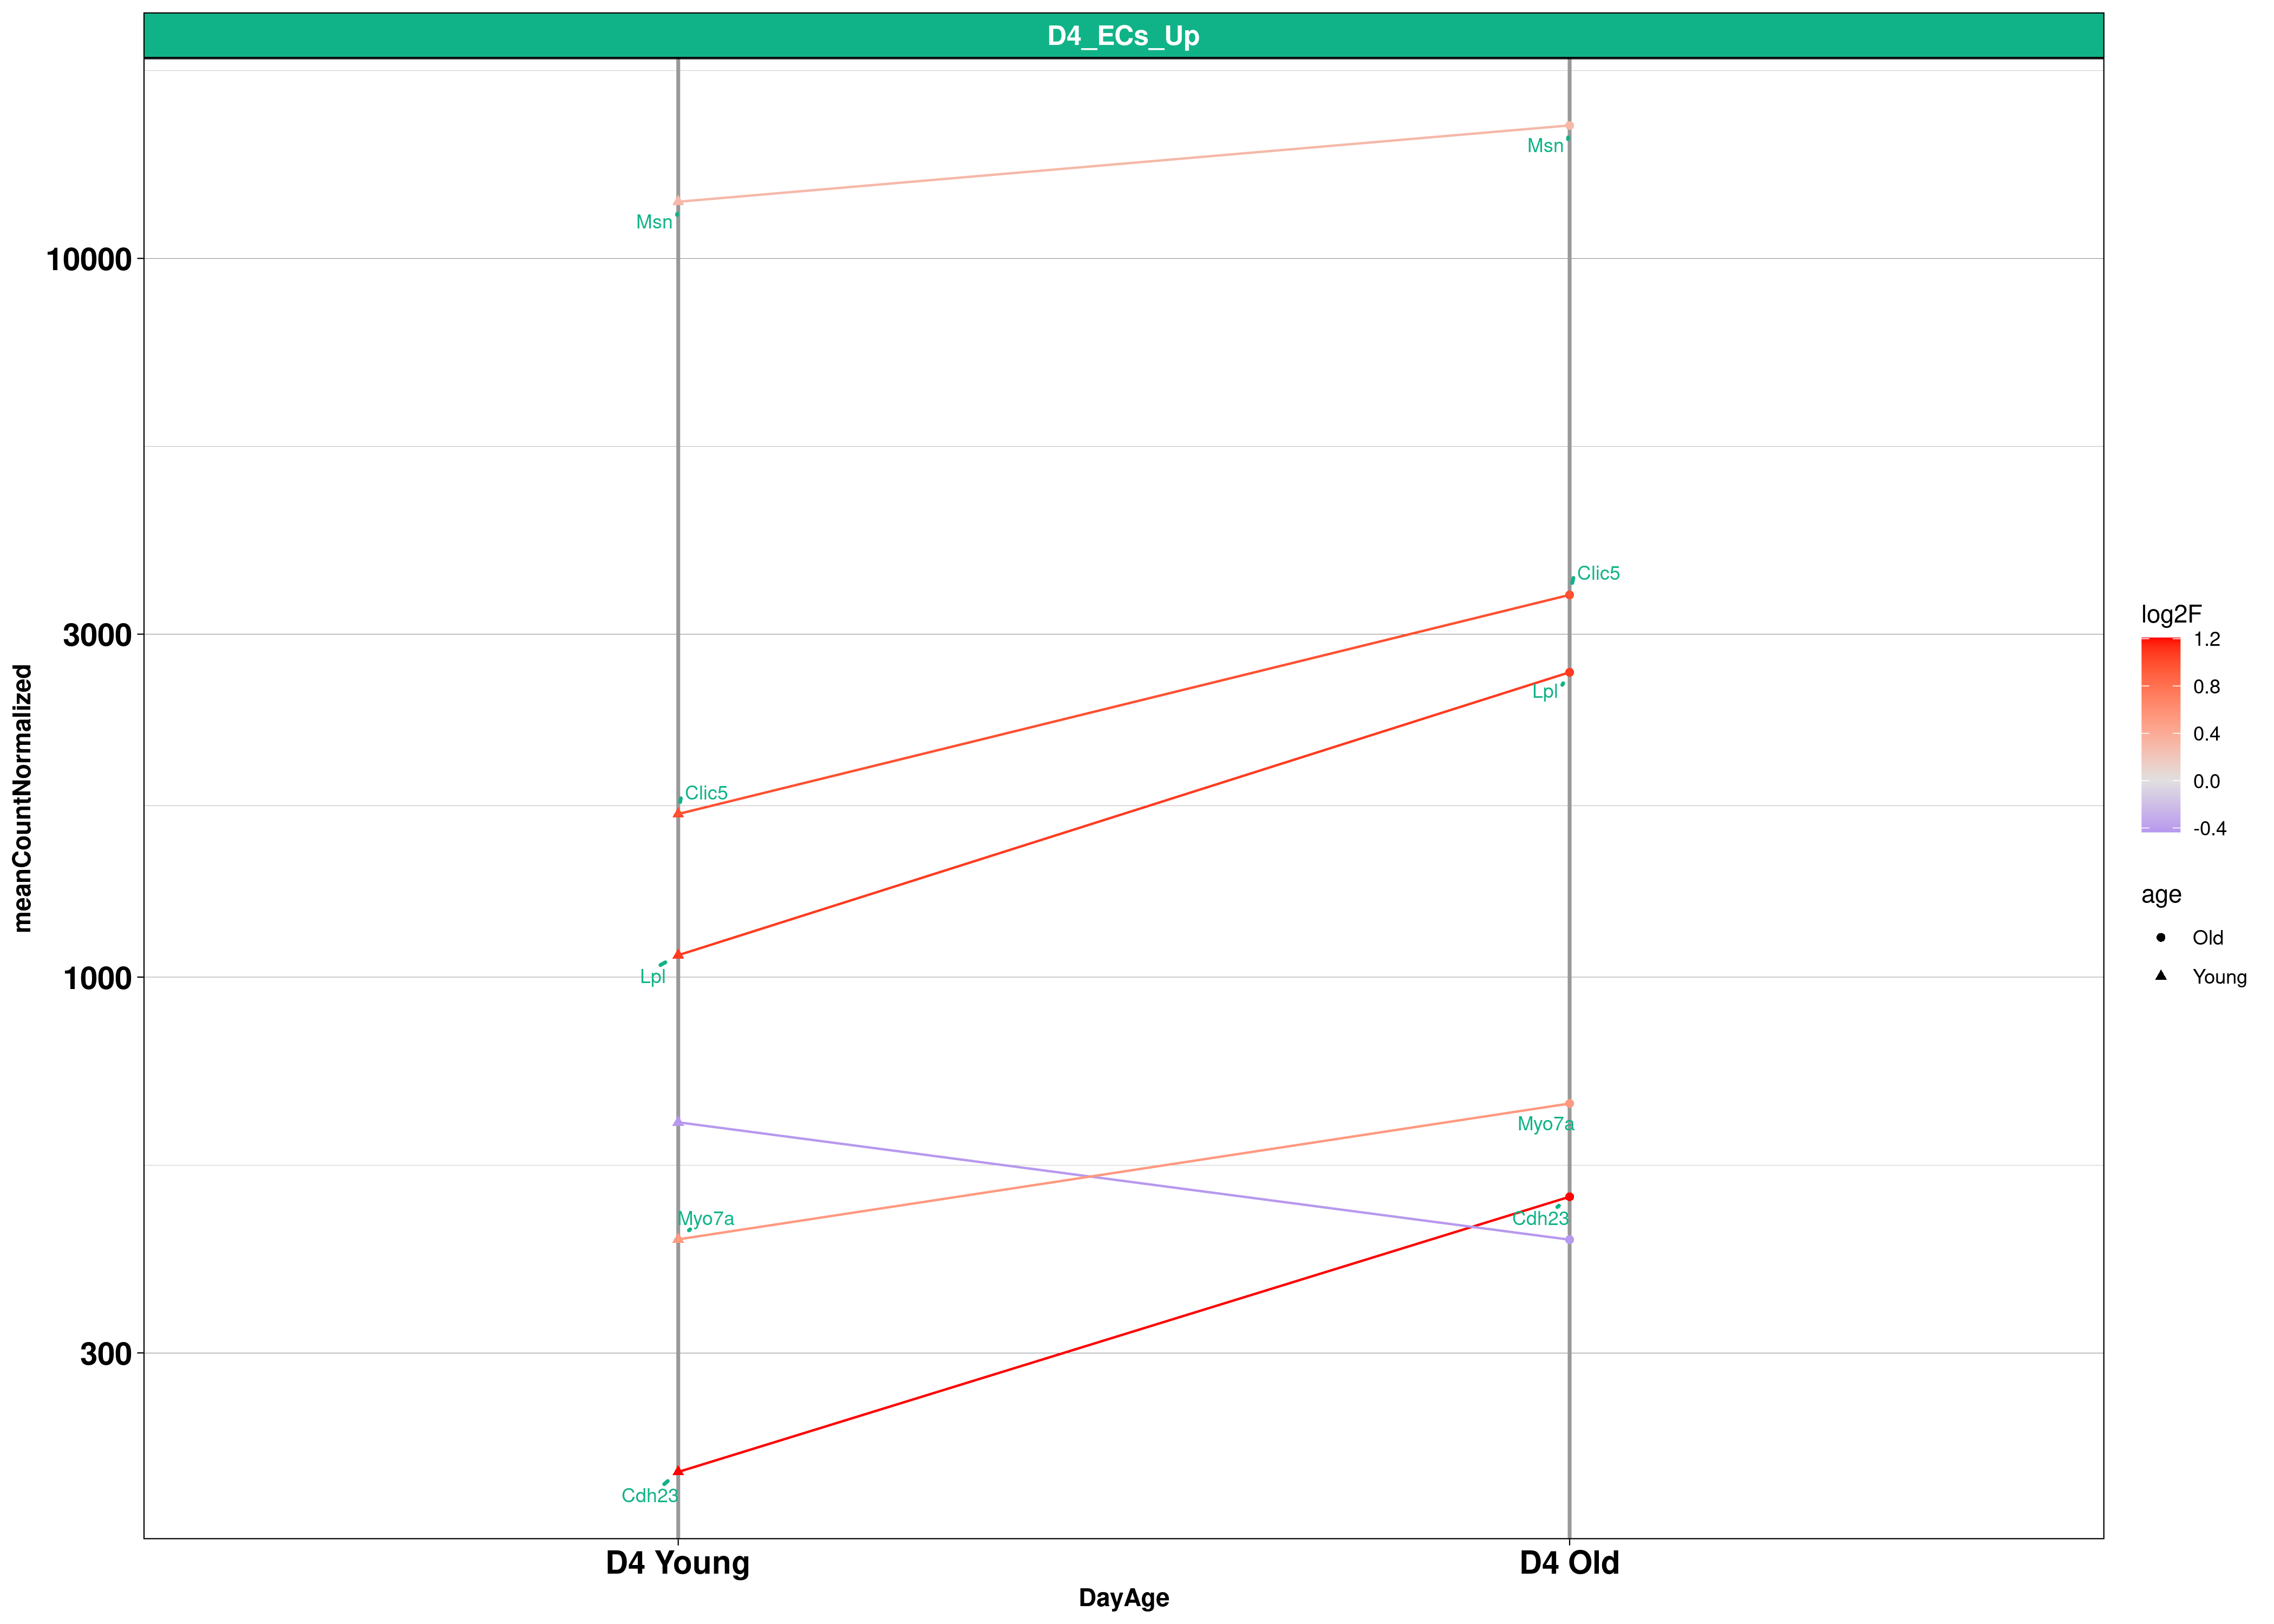 D4_ECs_Up
Msn
Msn
10000
Clic5
3000
Lpl
Clic5
Lpl
1000
Myo7a
Myo7a
Cdh23
300
Cdh23
meanCountNormalized
D4 Young
D4 Old
DayAge
log2F
1.2
0.8
0.4
0.0
-0.4
age
Old
Young